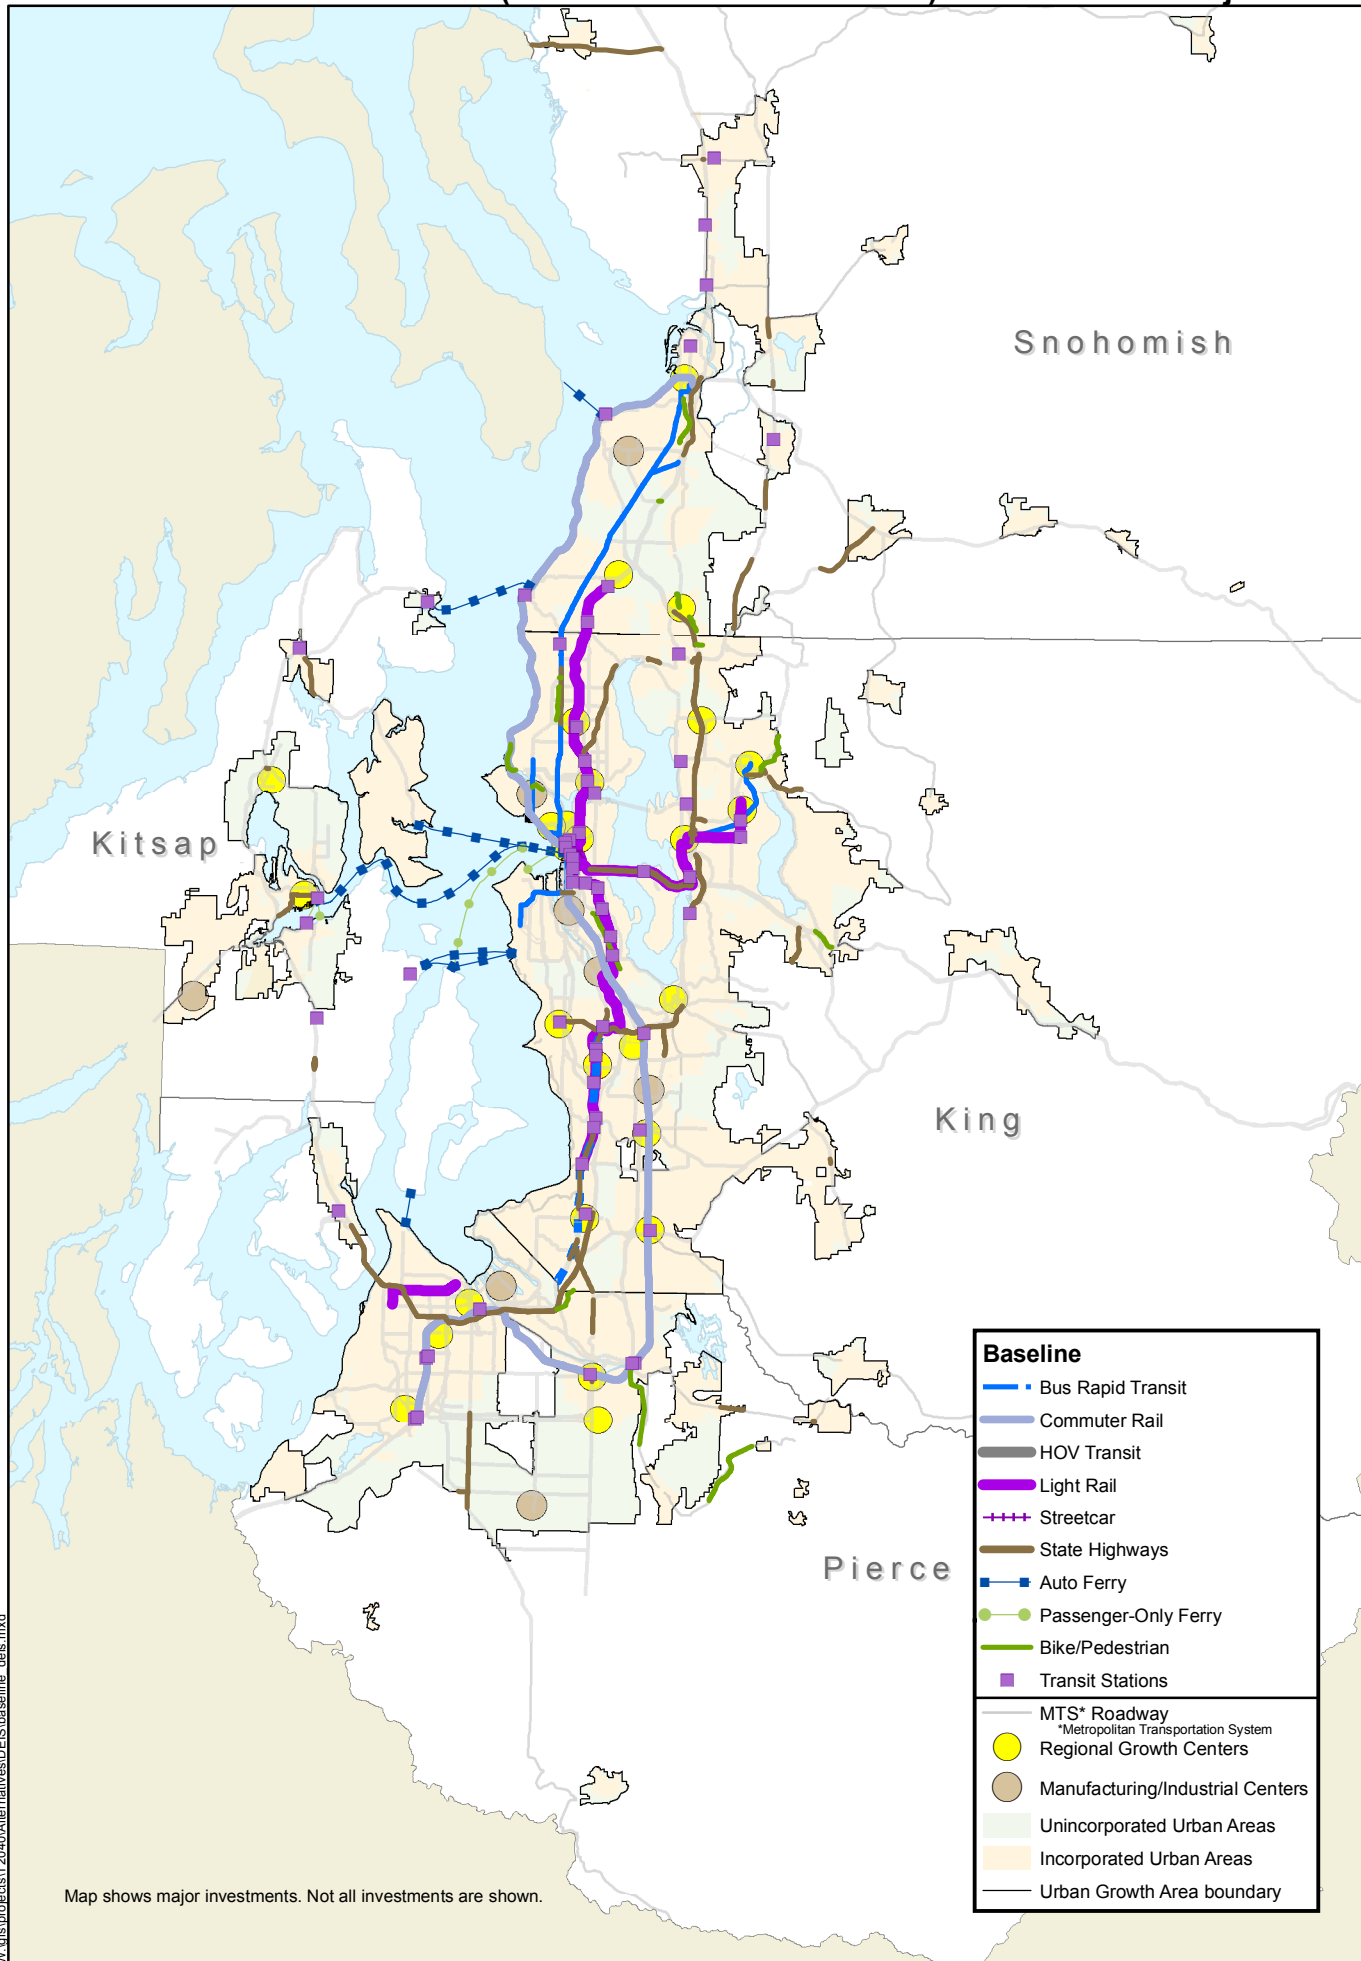 Snohomish
Kitsap
King
Pierce
Baseline
Bus Rapid Transit
Commuter Rail
HOV Transit
Light Rail
Streetcar
State Highways
Auto Ferry
Passenger-Only Ferry
Bike/Pedestrian
Transit Stations
MTS* Roadway
*Metropolitan Transportation System
Regional Growth Centers
Manufacturing/Industrial Centers
Unincorporated Urban Areas
Incorporated Urban Areas
Urban Growth Area boundary
Map shows major investments. Not all investments are shown.